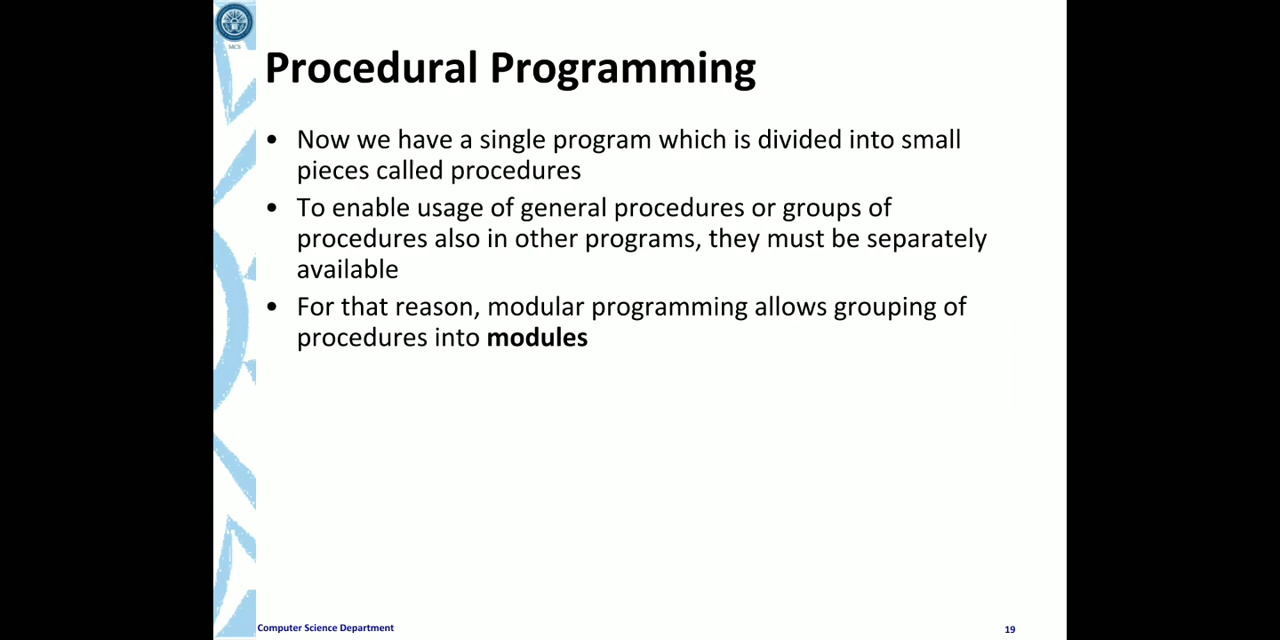 MCS
Procedural Programming
• Now we have a single program which is divided into small
pieces called procedures
• To enable usage of general procedures or groups of
procedures also in other programs, they must be separately
available
• For that reason, modular programming allows grouping of
procedures into modules
Computer Science Department
19